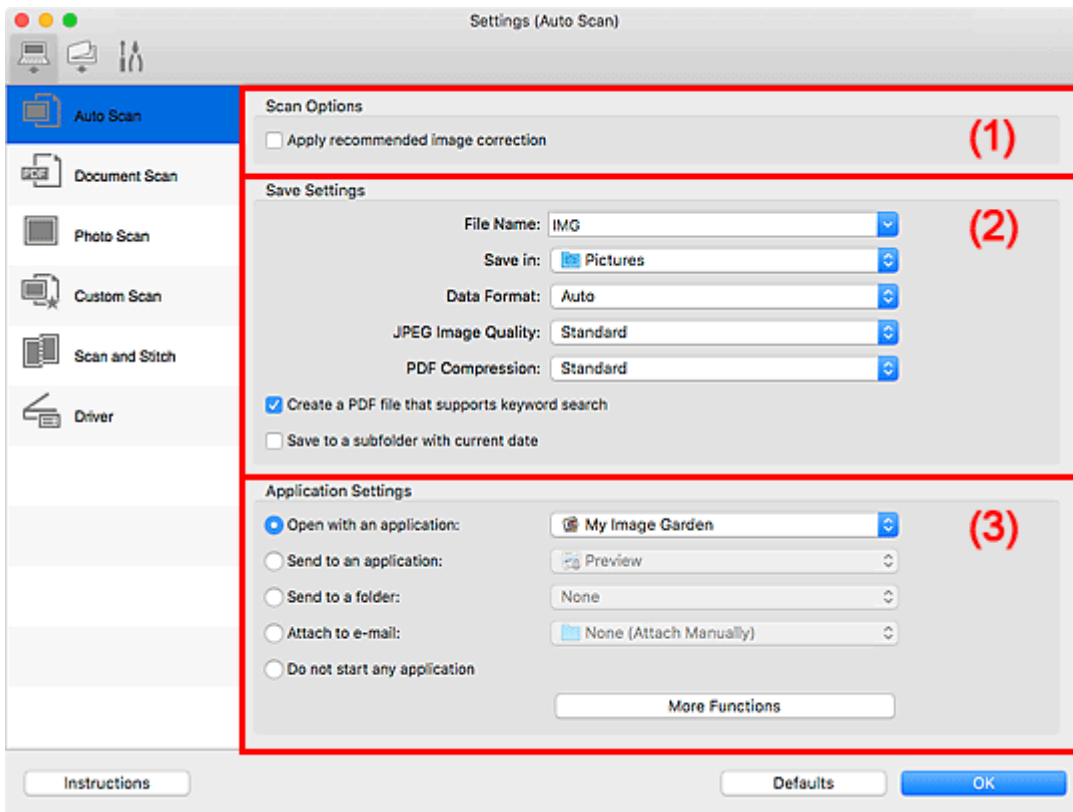 Settings (Auto Scan)
Auto Scan
PDF
Document Scan
Photo Scan
Custom Scan
Scan and Stitch
Driver
Scan Options
Apply recommended image correction
(1)
Save Settings
(2)
File Name: IMG
Save in: Pictures
Data Format: Auto
JPEG Image Quality: Standard
PDF Compression: Standard
Create a PDF file that supports keyword search
Save to a subfolder with current date
Application Settings
(3)
Open with an application: My Image Garden
Send to an application: Preview
Send to a folder: None
Attach to e-mail: None (Attach Manually)
Do not start any application
More Functions
Instructions
Defaults
OK